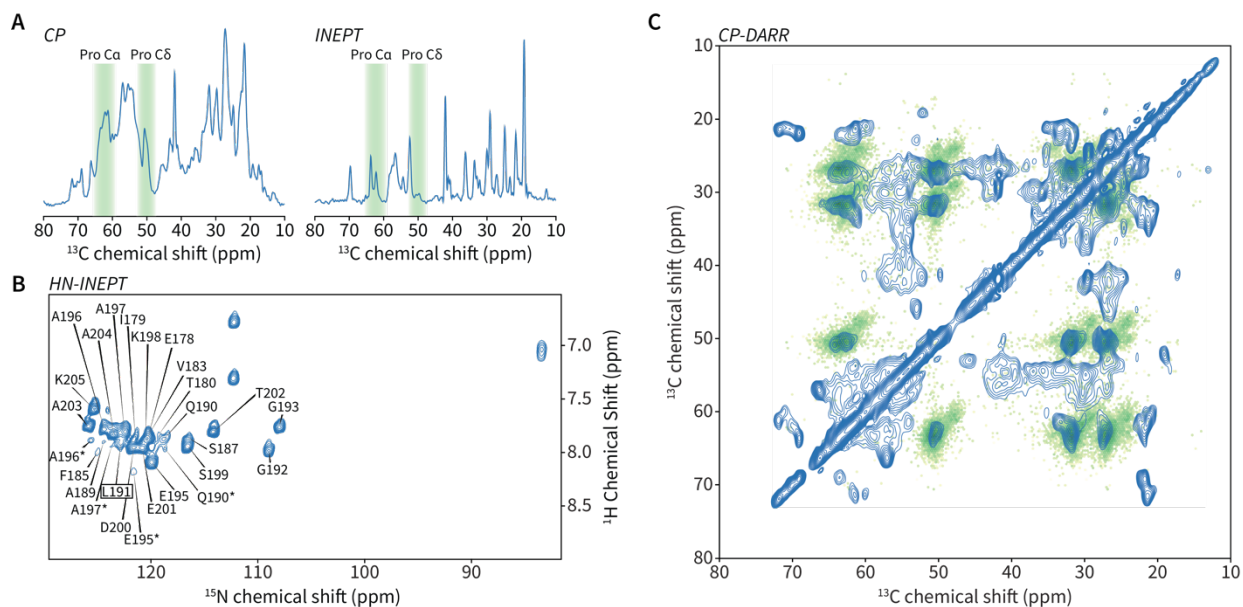 A
CP
INEPT
Pro Cα Pro Cδ
Pro Cα Pro Cδ
80 70 60 50 40 30 20 10
80 70 60 50 40 30 20 10
¹³C chemical shift (ppm)
¹³C chemical shift (ppm)
B
HN-INEPT
A197
A196
I179
A204
K198
E178
V183
K205
T180
T202
Q190
A203
G193
S187
A196*
G192
F185
S199
A189
E195
Q190*
L191
A197*
E201
D200
E195*
7.0
7.5
8.0
8.5
¹H Chemical Shift (ppm)
120 110 100 90
¹⁵N chemical shift (ppm)
C
CP-DARR
10
20
30
40
50
60
70
80
¹³C chemical shift (ppm)
80 70 60 50 40 30 20 10
¹³C chemical shift (ppm)